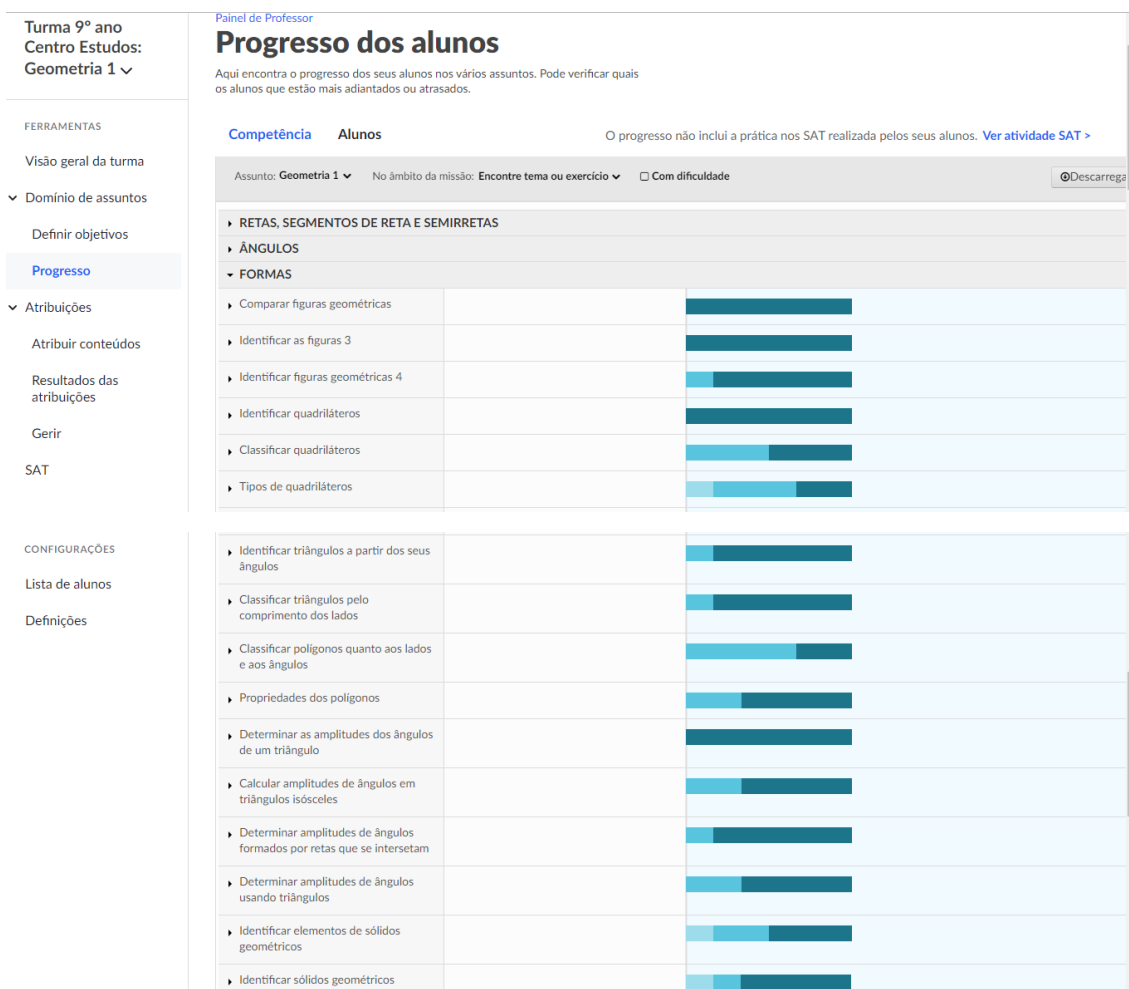 Turma 9º ano
Centro Estudos:
Geometria 1
FERRAMENTAS
Visão geral da turma
Domínio de assuntos
Definir objetivos
Progresso
Atribuições
Atribuir conteúdos
Resultados das
atribuições
Gerir
SAT
CONFIGURAÇÕES
Lista de alunos
Definições
Painel de Professor
Progresso dos alunos
Aqui encontra o progresso dos seus alunos nos vários assuntos. Pode verificar quais
os alunos que estão mais adiantados ou atrasados.
Competência Alunos O progresso não inclui a prática nos SAT realizada pelos seus alunos. Ver atividade SAT >
Assunto: Geometria 1 No âmbito da missão: Encontre tema ou exercício Com dificuldade Descarrega
RETAS, SEGMENTOS DE RETA E SEMIRRETAS
ÂNGULOS
FORMAS
Comparar figuras geométricas
Identificar as figuras 3
Identificar figuras geométricas 4
Identificar quadriláteros
Classificar quadriláteros
Tipos de quadriláteros
Identificar triângulos a partir dos seus
ângulos
Classificar triângulos pelo
comprimento dos lados
Classificar polígonos quanto aos lados
e aos ângulos
Propriedades dos polígonos
Determinar as amplitudes dos ângulos
de um triângulo
Calcular amplitudes de ângulos em
triângulos isósceles
Determinar amplitudes de ângulos
formados por retas que se intersetam
Determinar amplitudes de ângulos
usando triângulos
Identificar elementos de sólidos
geométricos
Identificar sólidos geométricos